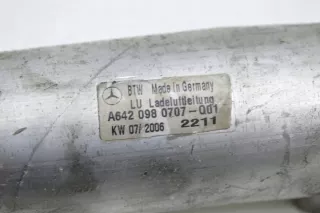 BTW Made in Germany
LU Ladeluftleitung
A642 098 0707-Q01
KW 07/2006 2211